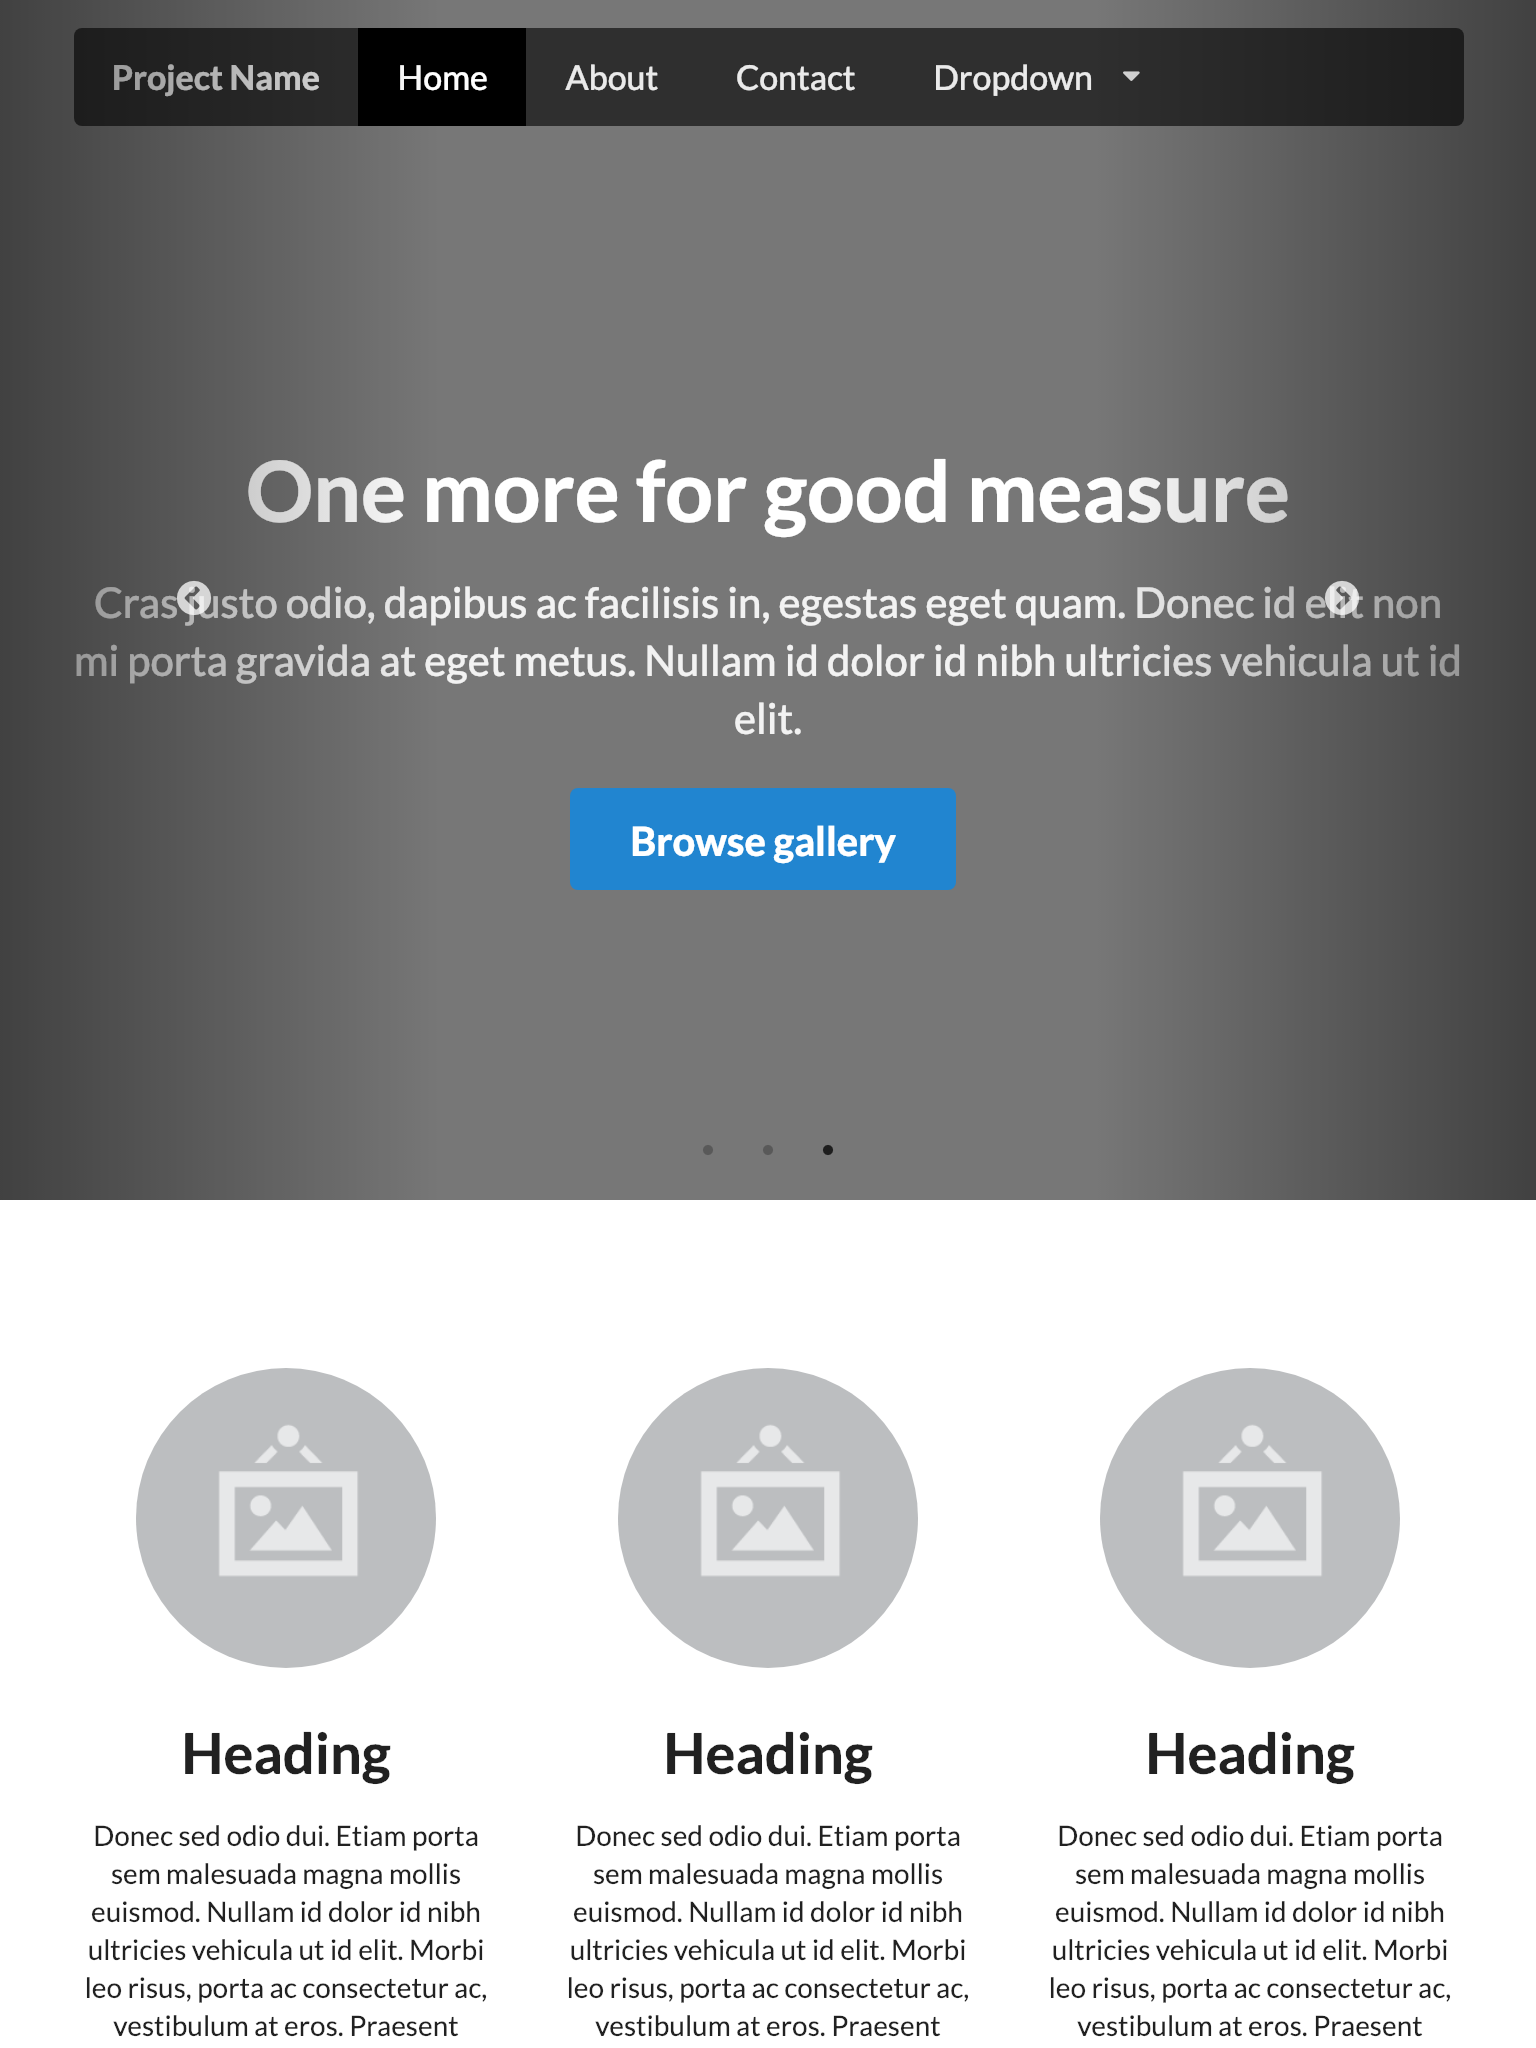 Project Name Home About Contact Dropdown
One more for good measure
Cras justo odio, dapibus ac facilisis in, egestas eget quam. Donec id elit non
mi porta gravida at eget metus. Nullam id dolor id nibh ultricies vehicula ut id
elit.
Browse gallery
Heading
Donec sed odio dui. Etiam porta
sem malesuada magna mollis
euismod. Nullam id dolor id nibh
ultricies vehicula ut id elit. Morbi
leo risus, porta ac consectetur ac,
vestibulum at eros. Praesent
Heading
Donec sed odio dui. Etiam porta
sem malesuada magna mollis
euismod. Nullam id dolor id nibh
ultricies vehicula ut id elit. Morbi
leo risus, porta ac consectetur ac,
vestibulum at eros. Praesent
Heading
Donec sed odio dui. Etiam porta
sem malesuada magna mollis
euismod. Nullam id dolor id nibh
ultricies vehicula ut id elit. Morbi
leo risus, porta ac consectetur ac,
vestibulum at eros. Praesent